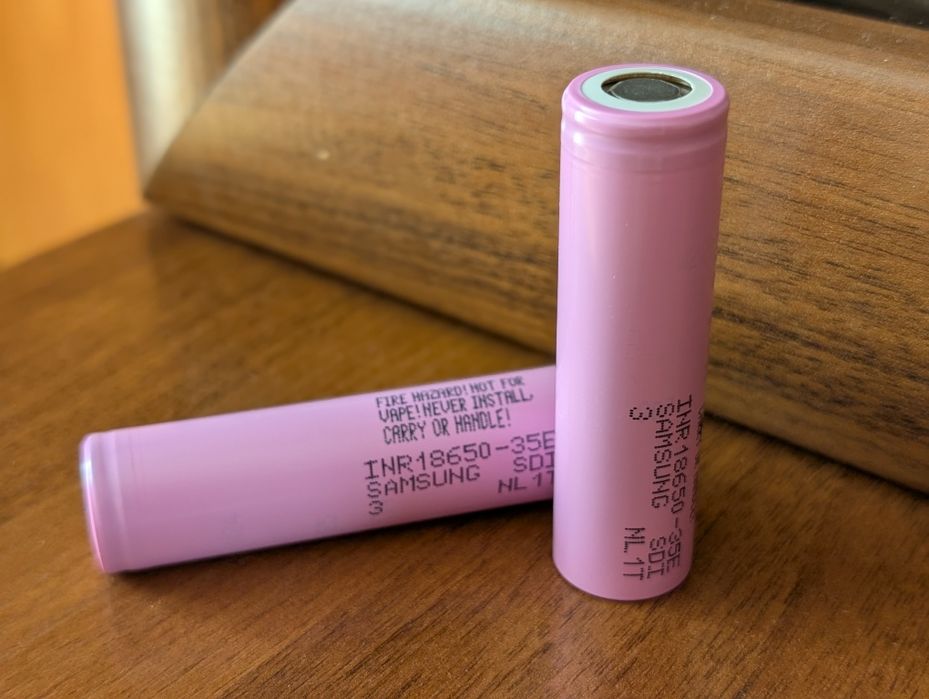 FIRE HAZARD! NOT FOR
VAPE! NEVER INSTALL,
CARRY OR HANDLE!
INR18650-35E
SAMSUNG SDI
3 NL1T
INR18650-35E
SAMSUNG SDI
3 NL1T